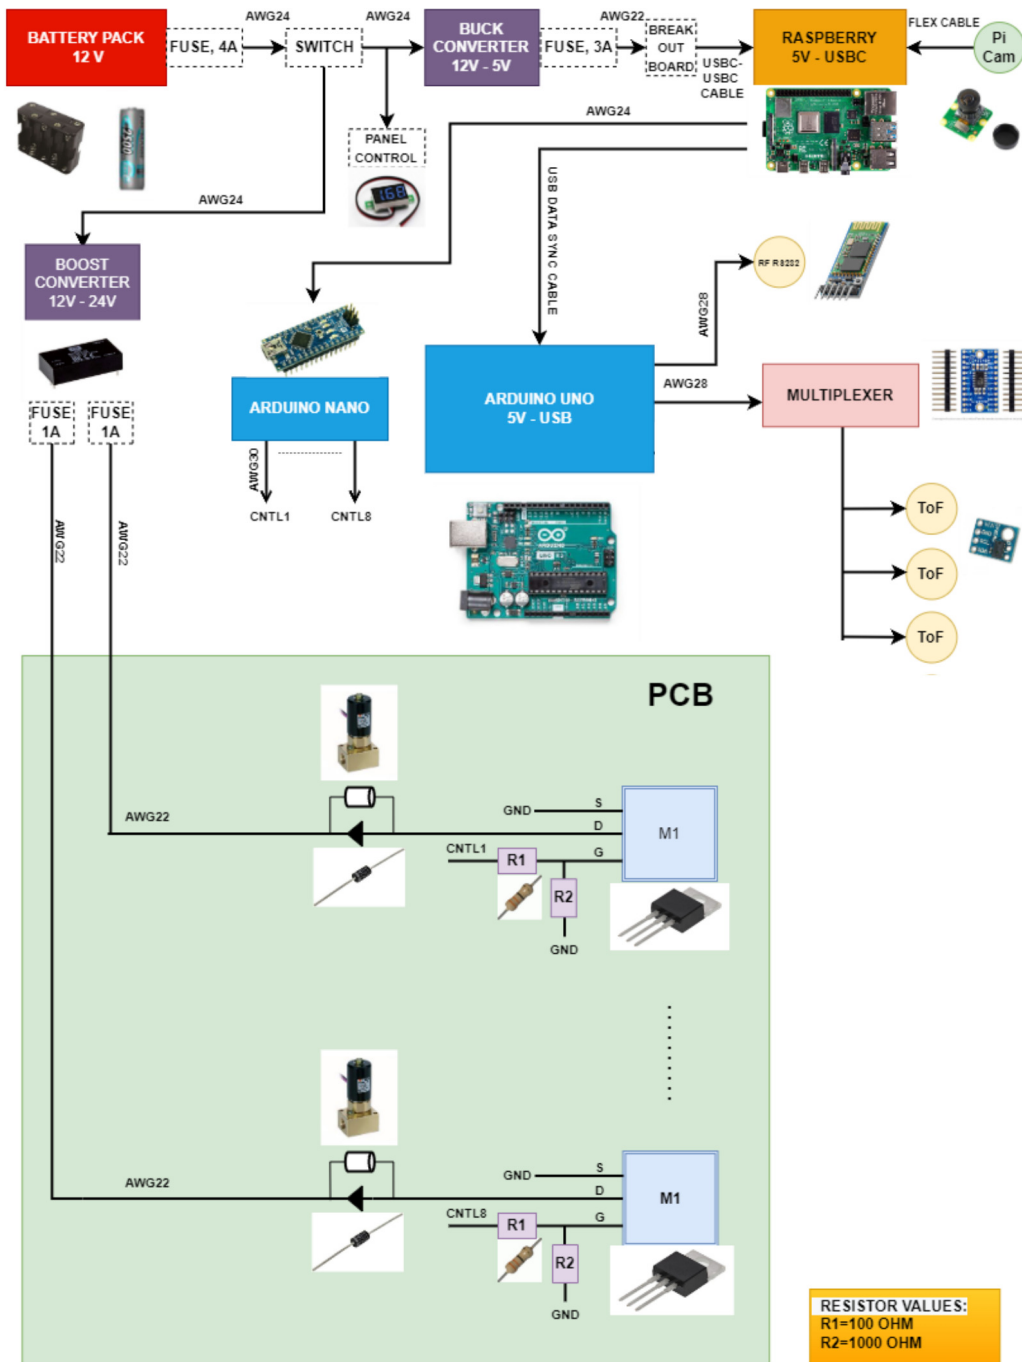 AWG24
AWG24
AWG22
FLEX CABLE
BATTERY PACK
12 V
FUSE, 4A
SWITCH
BUCK
CONVERTER
12V - 5V
FUSE, 3A
BREAK
OUT
BOARD
USBC-
USBC
CABLE
RASPBERRY
5V - USBC
Pi
Cam
AWG24
PANEL
CONTROL
168
2500
AWG24
USB DATA SYNC CABLE
BOOST
CONVERTER
12V - 24V
AWG28
FUSE
1A
FUSE
1A
ARDUINO NANO
ARDUINO UNO
5V - USB
AWG28
MULTIPLEXER
AWG30
CNTL1
CNTL8
ToF
ToF
ToF
AWG22
AWG22
PCB
AWG22
GND
S
D
G
M1
CNTL1
R1
R2
GND
AWG22
GND
S
D
G
M1
CNTL8
R1
R2
GND
RESISTOR VALUES:
R1=100 OHM
R2=1000 OHM